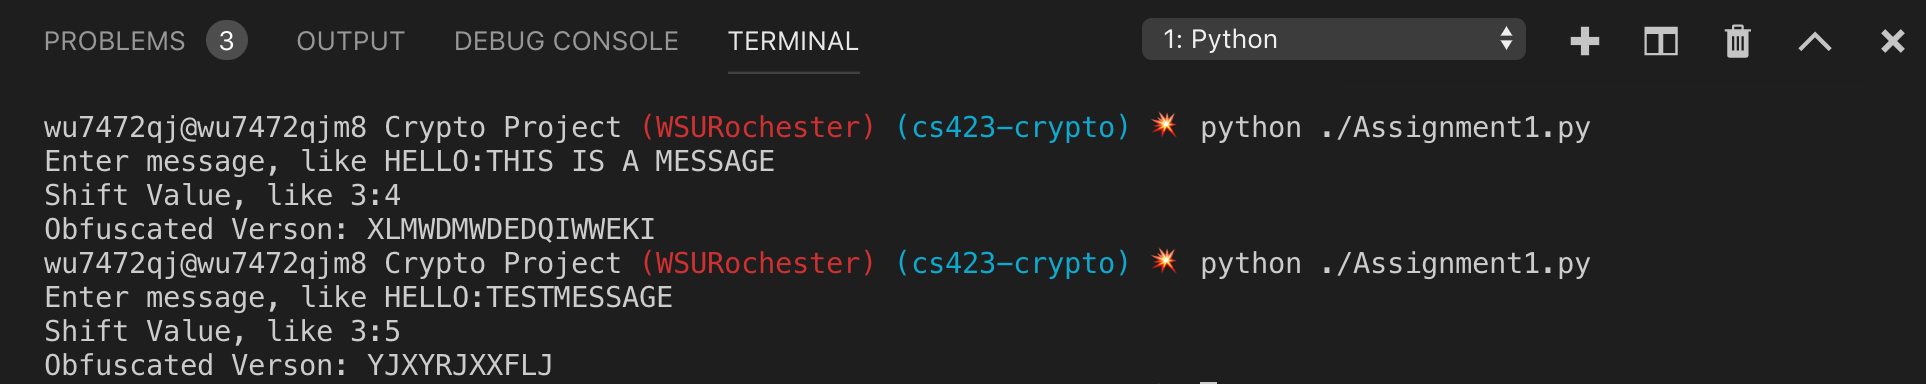 PROBLEMS 3 OUTPUT DEBUG CONSOLE TERMINAL 1: Python
wu7472qj@wu7472qjm8 Crypto Project (WSURochester) (cs423-crypto) 💥 python ./Assignment1.py
Enter message, like HELLO:THIS IS A MESSAGE
Shift Value, like 3:4
Obfuscated Verson: XLMWDMWDEDQIWWEKI
wu7472qj@wu7472qjm8 Crypto Project (WSURochester) (cs423-crypto) 💥 python ./Assignment1.py
Enter message, like HELLO:TESTMESSAGE
Shift Value, like 3:5
Obfuscated Verson: YJXYRJXXFLJ